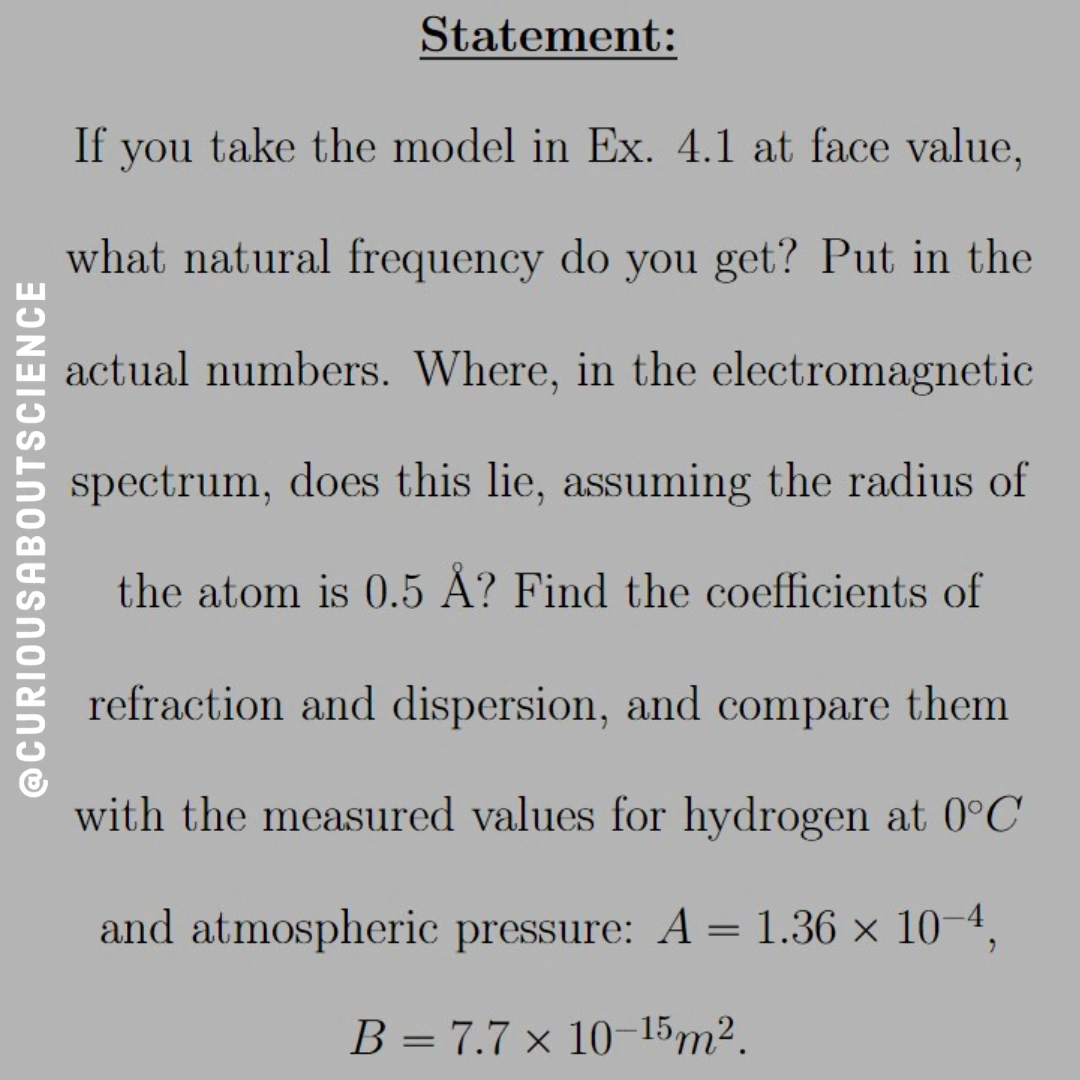 Statement:
If you take the model in Ex. 4.1 at face value,
what natural frequency do you get? Put in the
actual numbers. Where, in the electromagnetic
spectrum, does this lie, assuming the radius of
the atom is 0.5 Å? Find the coefficients of
refraction and dispersion, and compare them
with the measured values for hydrogen at 0°C
and atmospheric pressure: A = 1.36 × 10⁻⁴,
B = 7.7 × 10⁻¹⁵m².
@CURIOUSABOUTSCIENCE